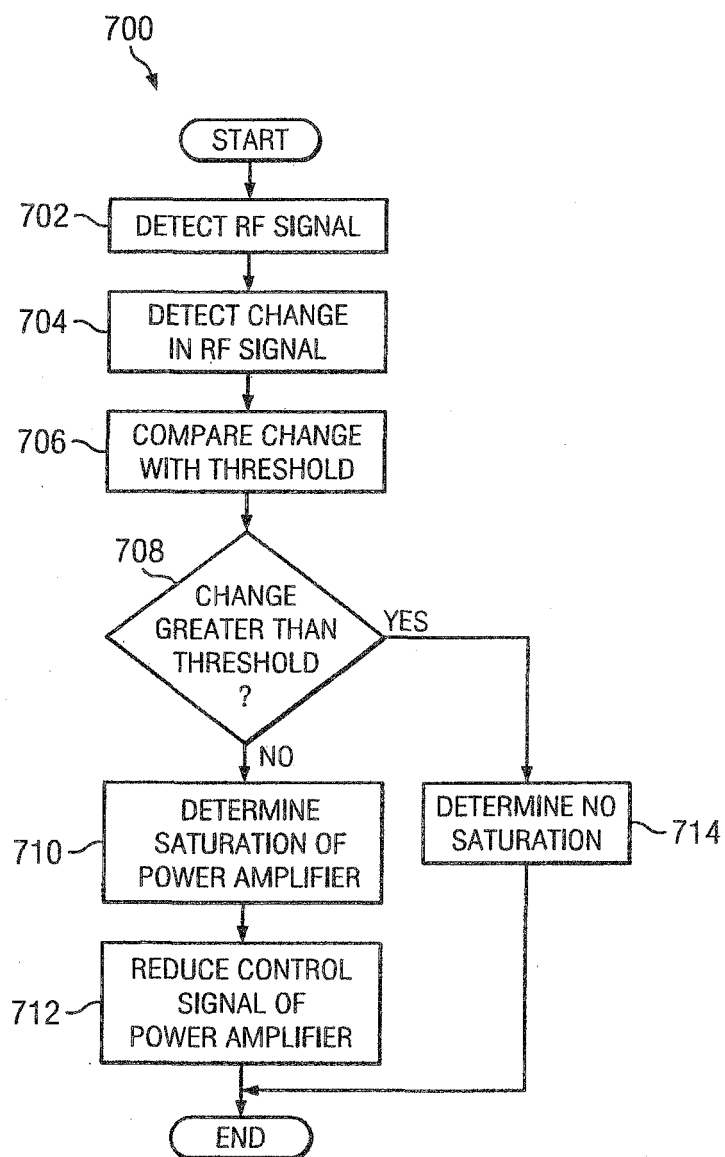 700
START
702
DETECT RF SIGNAL
704
DETECT CHANGE
IN RF SIGNAL
706
COMPARE CHANGE
WITH THRESHOLD
708
CHANGE
GREATER THAN
THRESHOLD
?
YES
NO
710
DETERMINE
SATURATION OF
POWER AMPLIFIER
DETERMINE NO
SATURATION
714
712
REDUCE CONTROL
SIGNAL OF
POWER AMPLIFIER
END